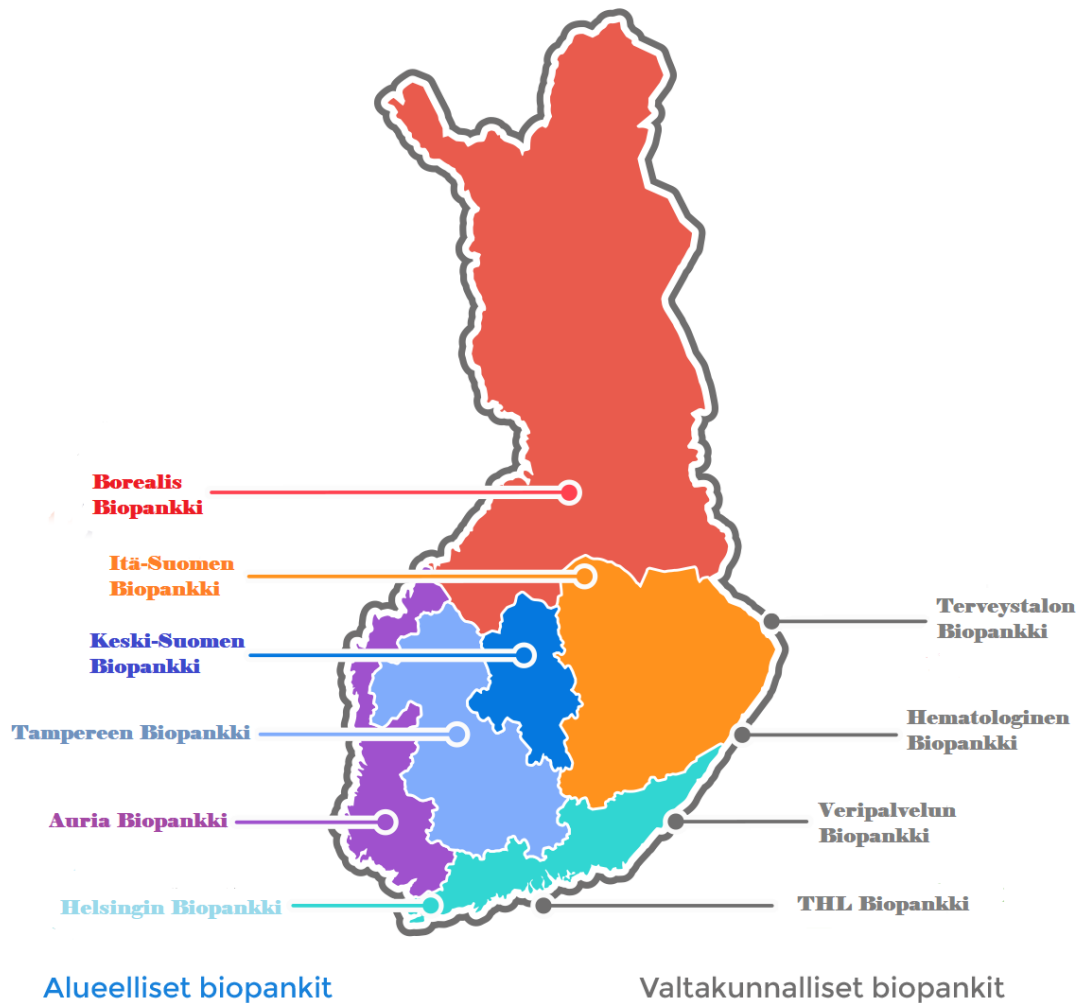 Borealis
Biopankki
Itä-Suomen
Biopankki
Keski-Suomen
Biopankki
Tampereen Biopankki
Auria Biopankki
Helsingin Biopankki
Terveystalon
Biopankki
Hematologinen
Biopankki
Veripalvelun
Biopankki
THL Biopankki
Alueelliset biopankit
Valtakunnalliset biopankit